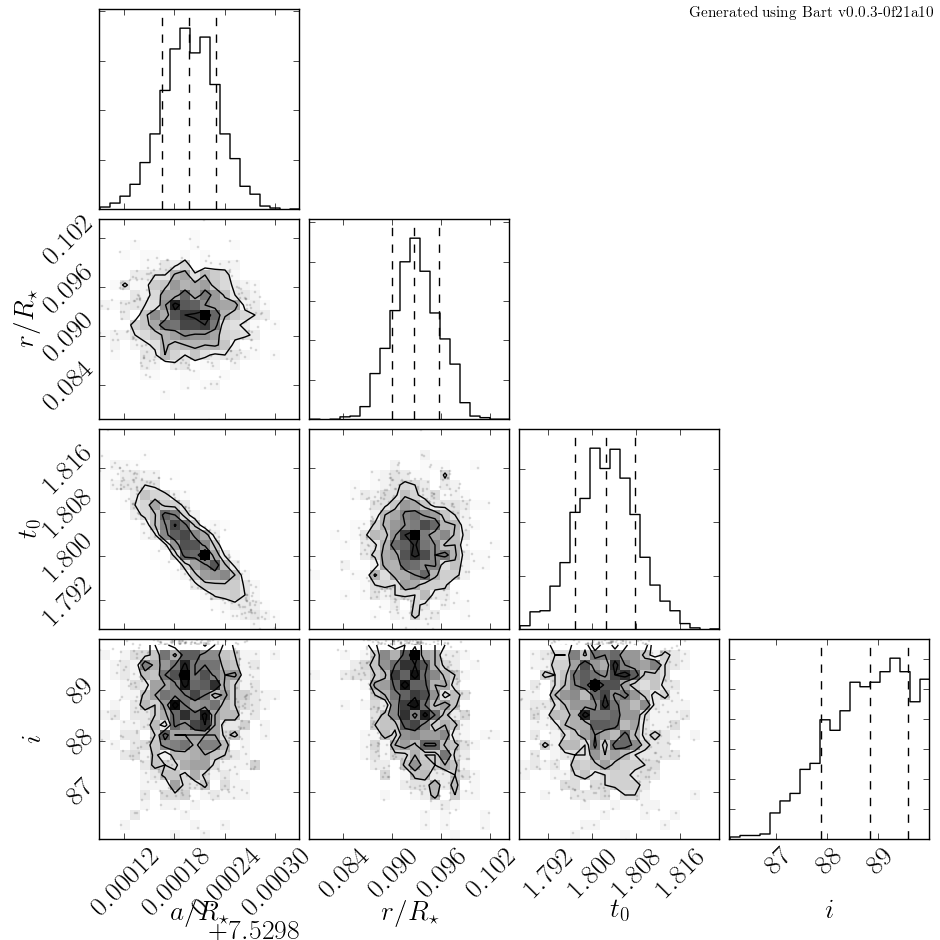 Generated using Bart v0.0.3-0f21a10
0.102
0.096
0.090
0.084
r/R⋆
1.816
1.808
1.800
1.792
t₀
89
88
87
i
0.00012 0.00018 0.00024 0.00030
0.084 0.090 0.096 0.102
1.792 1.800 1.808 1.816
87 88 89
a/R⋆ r/R⋆ t₀ i
+7.5298